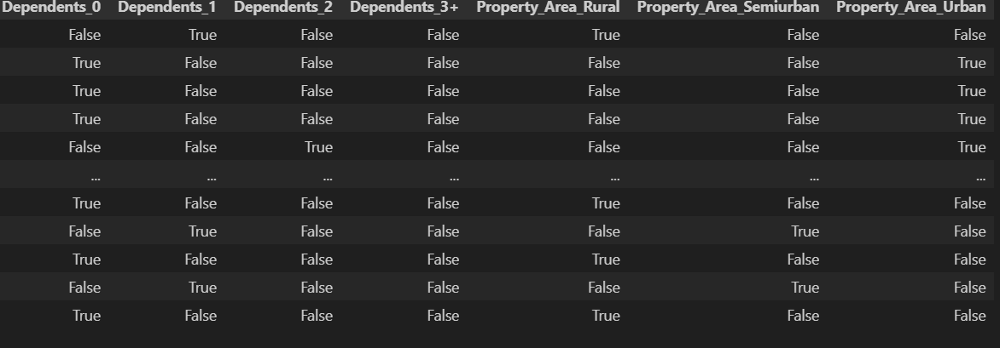 Dependents_0 Dependents_1 Dependents_2 Dependents_3+ Property_Area_Rural Property_Area_Semiurban Property_Area_Urban
False True False False True False False
True False False False False False True
True False False False False False True
True False False False False False True
False False True False False False True
... ... ... ... ... ... ...
True False False False True False False
False True False False False True False
True False False False True False False
False True False False False True False
True False False False True False False